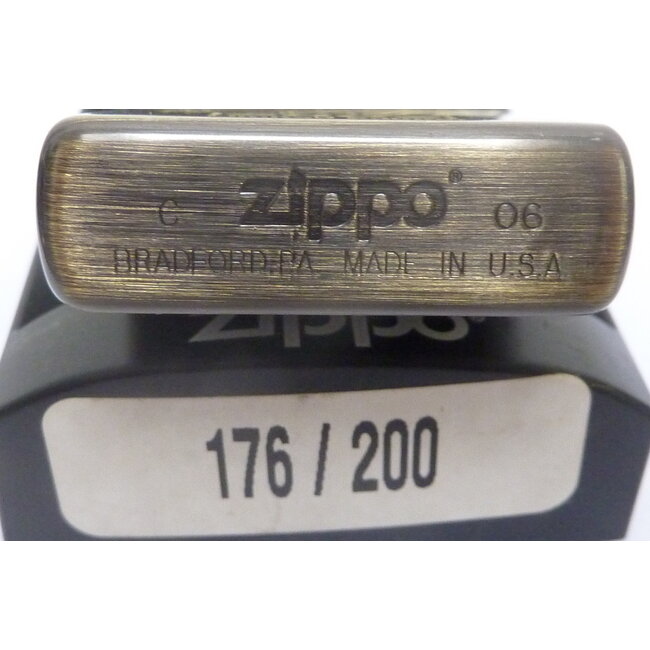 zippo®
C 06
BRADFORD,PA. MADE IN U.S.A
zippo
176 / 200